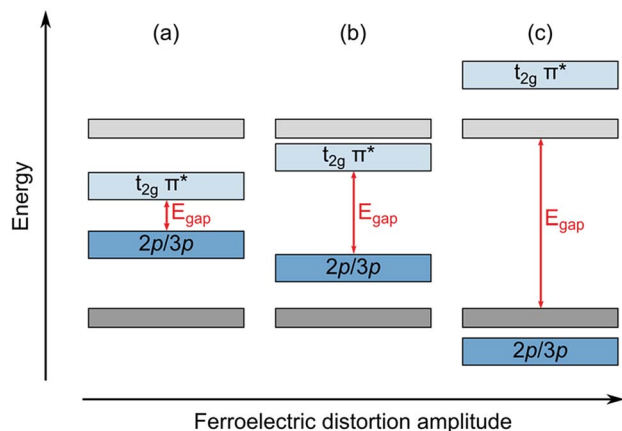 (a)
(b)
(c)
t2g π*
t2g π*
t2g π*
Egap
Egap
Egap
2p/3p
2p/3p
2p/3p
Energy
Ferroelectric distortion amplitude